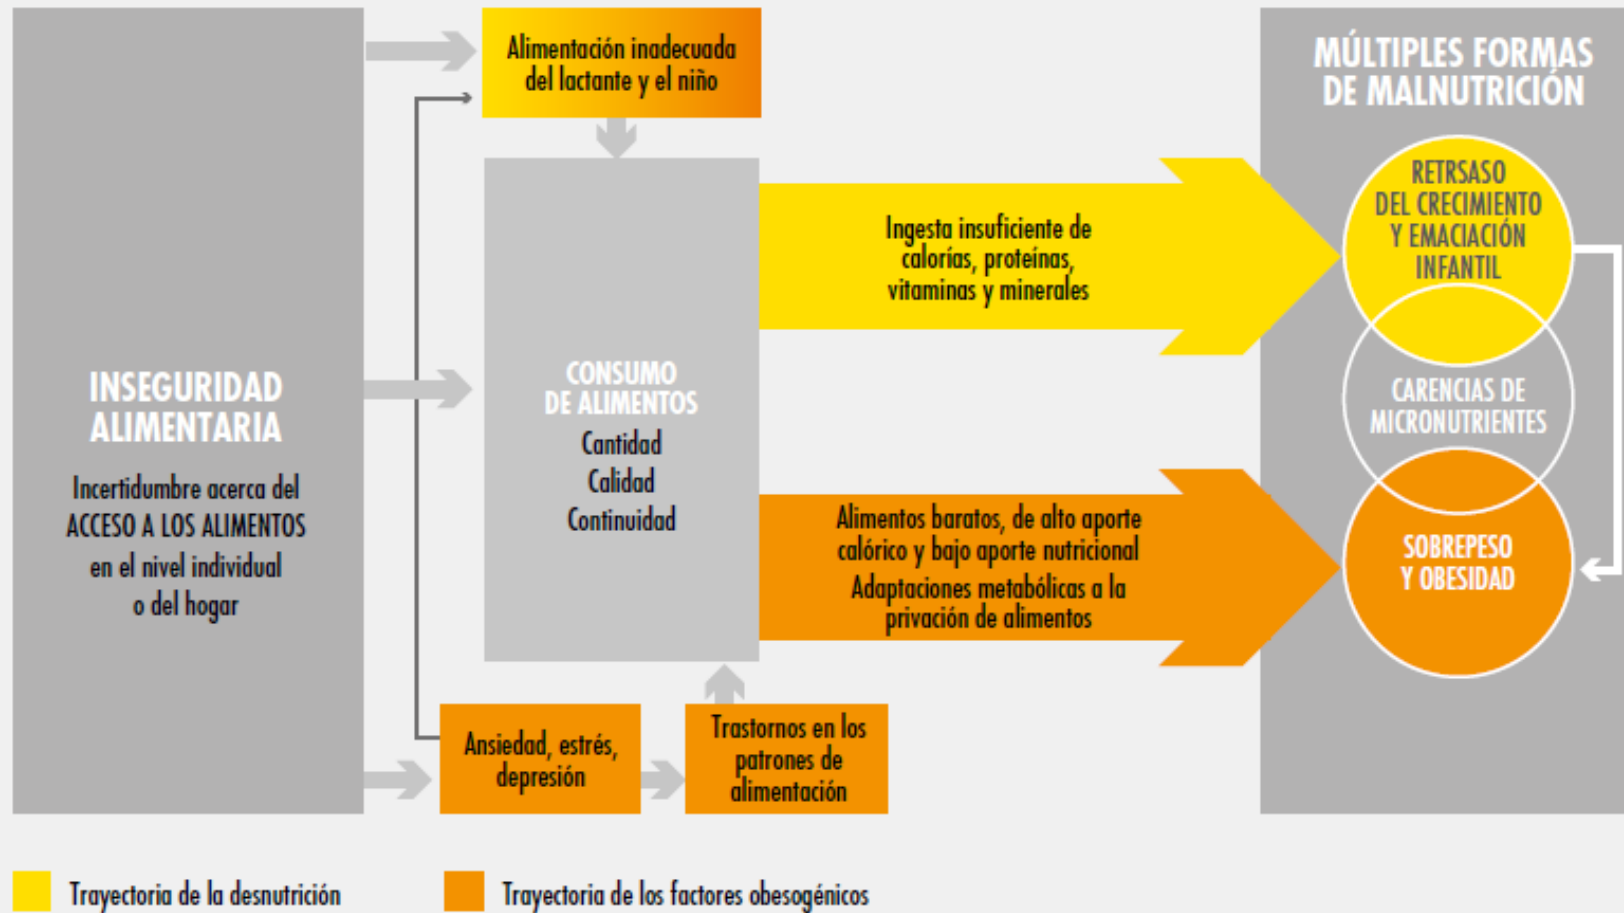 INSEGURIDAD
ALIMENTARIA
Incertidumbre acerca del
ACCESO A LOS ALIMENTOS
en el nivel individual
o del hogar
Alimentación inadecuada
del lactante y el niño
CONSUMO
DE ALIMENTOS
Cantidad
Calidad
Continuidad
Ansiedad, estrés,
depresión
Trastornos en los
patrones de
alimentación
Ingesta insuficiente de
calorías, proteínas,
vitaminas y minerales
Alimentos baratos, de alto aporte
calórico y bajo aporte nutricional
Adaptaciones metabólicas a la
privación de alimentos
MÚLTIPLES FORMAS
DE MALNUTRICIÓN
RETRSASO
DEL CRECIMIENTO
Y EMACIACIÓN
INFANTIL
CARENCIAS DE
MICRONUTRIENTES
SOBREPESO
Y OBESIDAD
Trayectoria de la desnutrición
Trayectoria de los factores obesogénicos